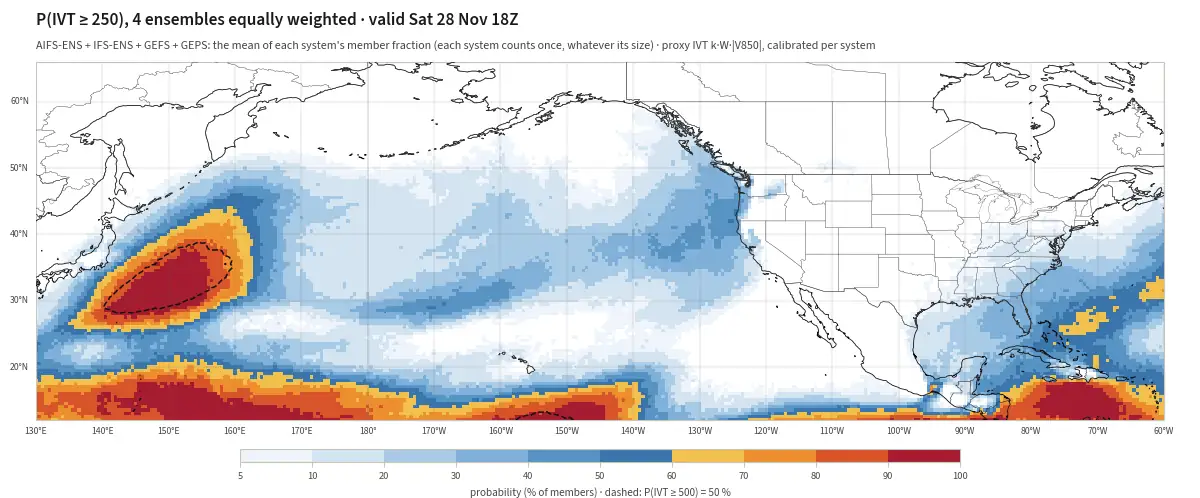 P(IVT ≥ 250), 4 ensembles equally weighted · valid Sat 28 Nov 18Z
AIFS-ENS + IFS-ENS + GEFS + GEPS: the mean of each system's member fraction (each system counts once, whatever its size) · proxy IVT k·W·|V850|, calibrated per system
60°N
50°N
40°N
30°N
20°N
130°E 140°E 150°E 160°E 170°E 180° 170°W 160°W 150°W 140°W 130°W 120°W 110°W 100°W 90°W 80°W 70°W 60°W
5 10 20 30 40 50 60 70 80 90 100
probability (% of members) · dashed: P(IVT ≥ 500) = 50 %